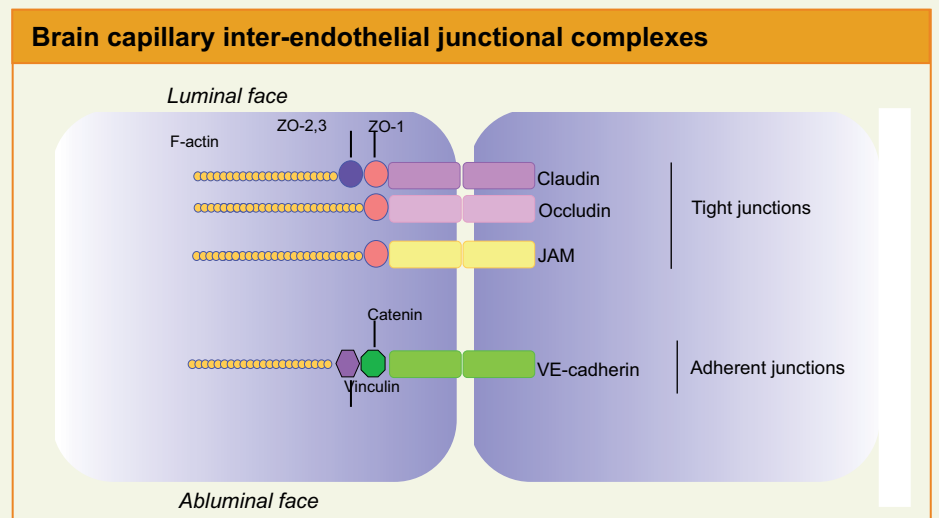 Brain capillary inter-endothelial junctional complexes
Luminal face
ZO-2,3
ZO-1
F-actin
Claudin
Occludin
Tight junctions
JAM
Catenin
VE-cadherin
Adherent junctions
Vinculin
Abluminal face